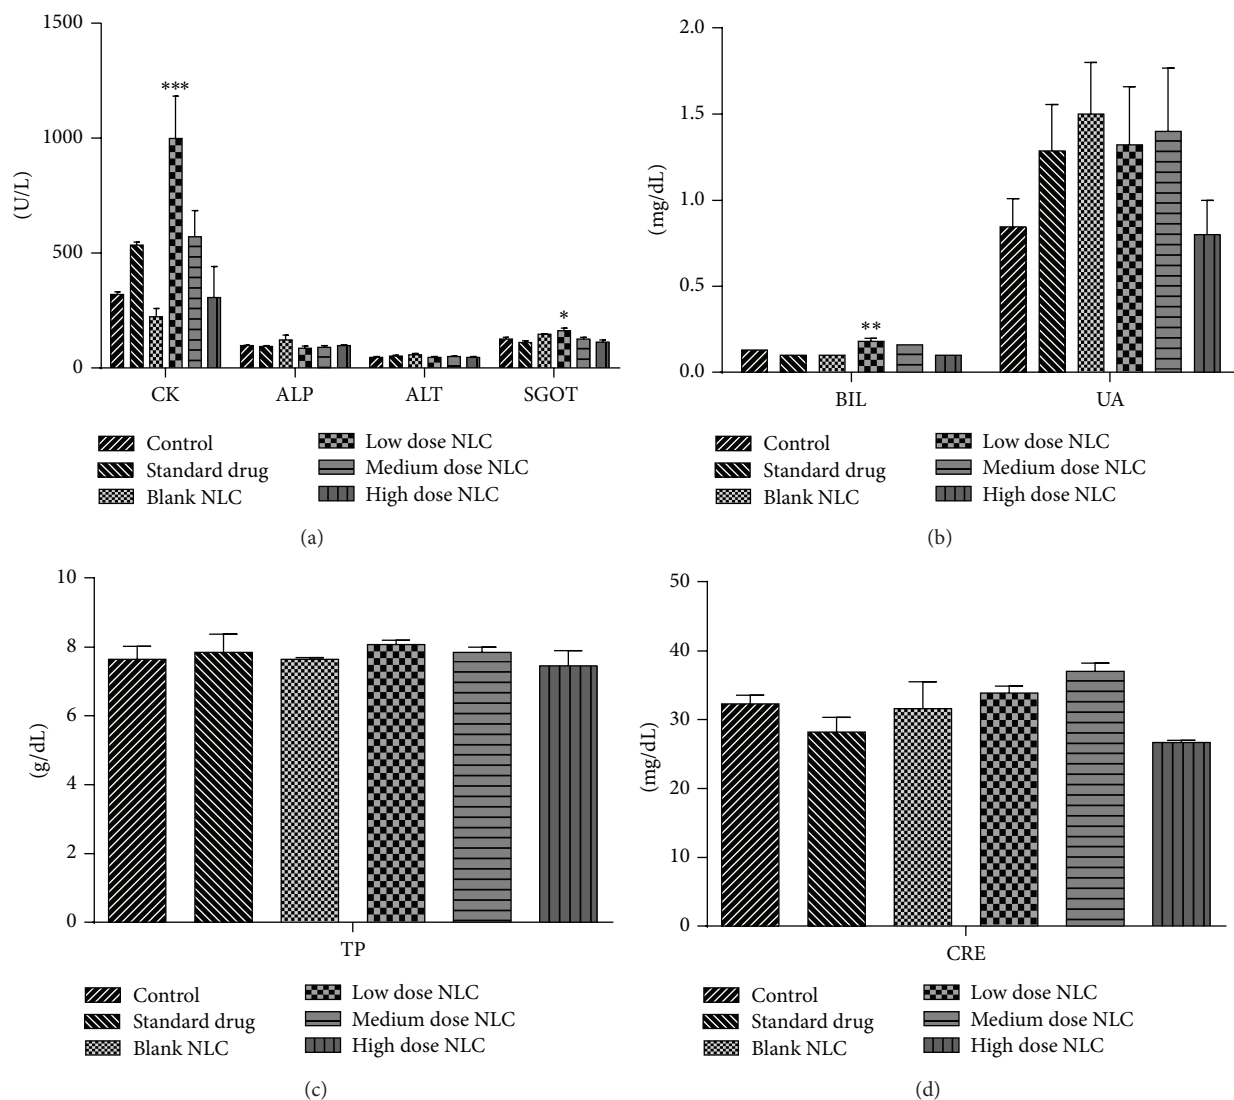 1500
1000
500
0
(U/L)
***
*
CK ALP ALT SGOT
Control
Standard drug
Blank NLC
Low dose NLC
Medium dose NLC
High dose NLC
(a)
2.0
1.5
1.0
0.5
0.0
(mg/dL)
**
BIL UA
Control
Standard drug
Blank NLC
Low dose NLC
Medium dose NLC
High dose NLC
(b)
10
8
6
4
2
0
(g/dL)
TP
Control
Standard drug
Blank NLC
Low dose NLC
Medium dose NLC
High dose NLC
(c)
50
40
30
20
10
0
(mg/dL)
CRE
Control
Standard drug
Blank NLC
Low dose NLC
Medium dose NLC
High dose NLC
(d)